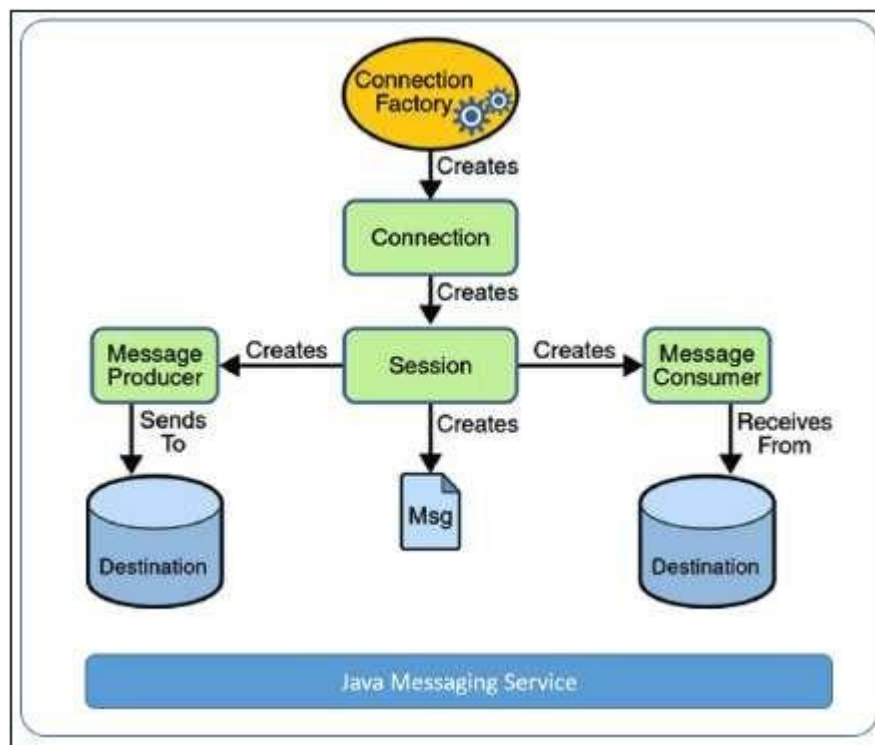 Connection
Factory
Creates
Connection
Creates
Message
Producer
Creates
Session
Creates
Message
Consumer
Sends
To
Creates
Receives
From
Msg
Destination
Destination
Java Messaging Service